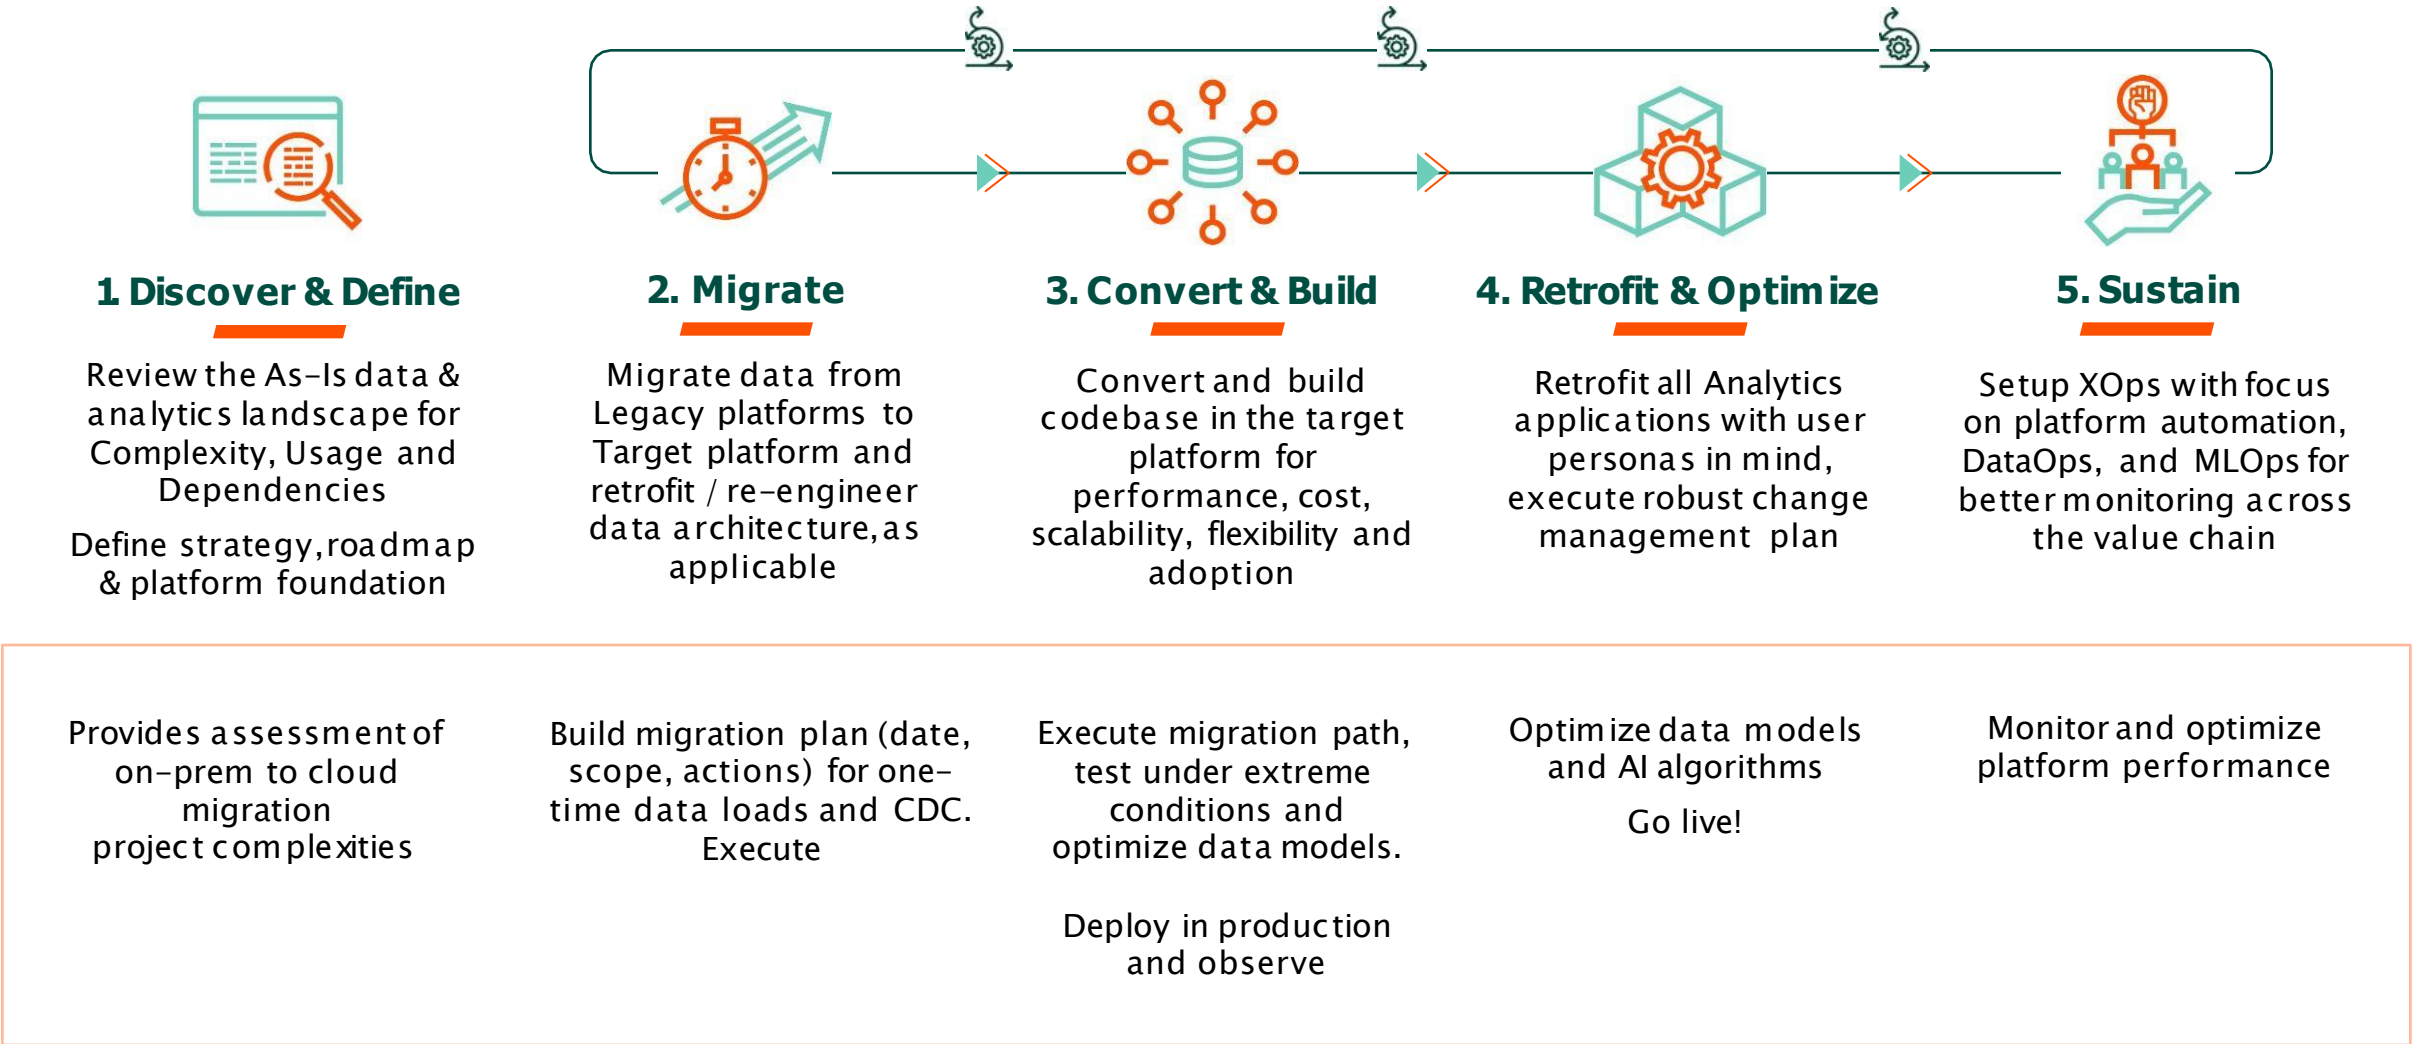 1 Discover & Define
Review the As-Is data &
analytics landscape for
Complexity, Usage and
Dependencies
Define strategy, roadmap
& platform foundation
2. Migrate
Migrate data from
Legacy platforms to
Target platform and
retrofit / re-engineer
data architecture, as
applicable
3. Convert & Build
Convert and build
codebase in the target
platform for
performance, cost,
scalability, flexibility and
adoption
4. Retrofit & Optimize
Retrofit all Analytics
applications with user
personas in mind,
execute robust change
management plan
5. Sustain
Setup XOps with focus
on platform automation,
DataOps, and MLOps for
better monitoring across
the value chain
Provides assessment of
on-prem to cloud
migration
project complexities
Build migration plan (date,
scope, actions) for one-
time data loads and CDC.
Execute
Execute migration path,
test under extreme
conditions and
optimize data models.
Deploy in production
and observe
Optimize data models
and AI algorithms
Go live!
Monitor and optimize
platform performance